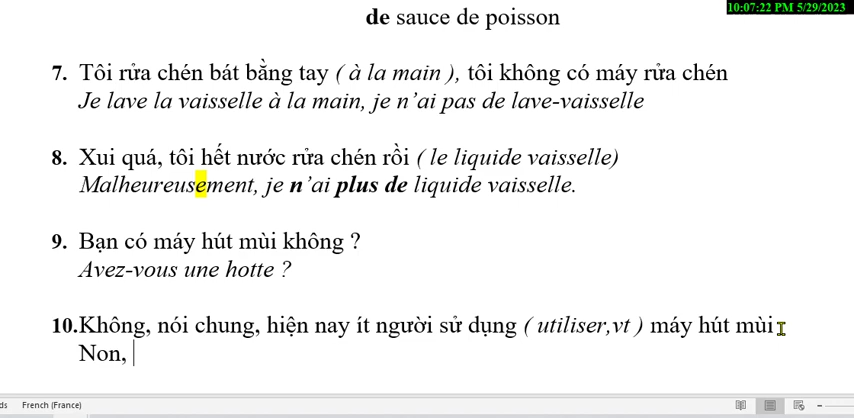 10:07:22 PM 5/29/2023
de sauce de poisson
7. Tôi rửa chén bát bằng tay ( à la main ), tôi không có máy rửa chén
Je lave la vaisselle à la main, je n’ai pas de lave-vaisselle
8. Xui quá, tôi hết nước rửa chén rồi ( le liquide vaisselle)
Malheureusement, je n’ai plus de liquide vaisselle.
9. Bạn có máy hút mùi không ?
Avez-vous une hotte ?
10.Không, nói chung, hiện nay ít người sử dụng ( utiliser,vt ) máy hút mùi
Non,
ds French (France)